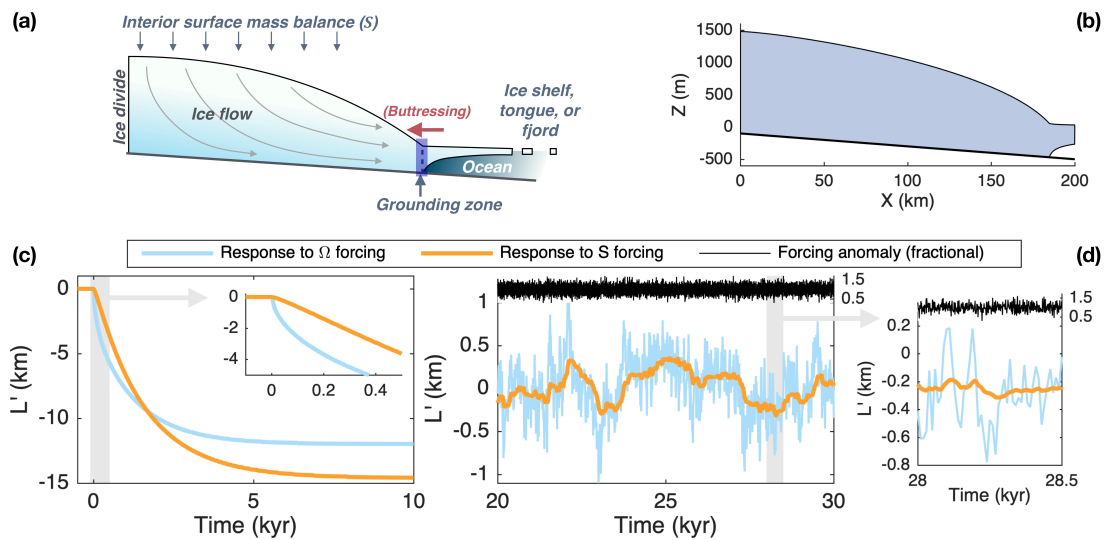 (a)
Interior surface mass balance (S)
Ice divide
Ice flow
(Buttressing)
Ice shelf,
tongue, or
fjord
Ocean
Grounding zone
(b)
1500
1000
500
0
-500
Z (m)
0
50
100
150
200
X (km)
Response to Ω forcing
Response to S forcing
Forcing anomaly (fractional)
(c)
0
-5
-10
-15
L' (km)
0
5
10
Time (kyr)
0
-2
-4
0
0.2
0.4
1.5
0.5
1
0.5
0
-0.5
-1
L' (km)
20
25
30
Time (kyr)
(d)
1.5
0.5
0.2
0
-0.2
-0.4
-0.6
-0.8
L' (km)
28
28.5
Time (kyr)